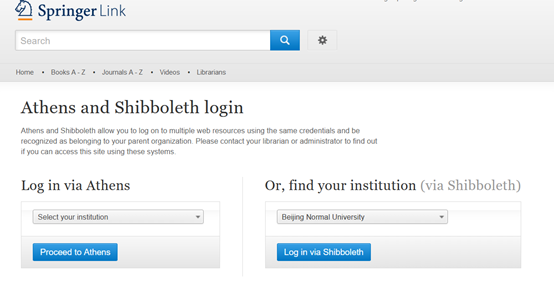 Springer Link
Search
Home • Books A - Z • Journals A - Z • Videos • Librarians
Athens and Shibboleth login
Athens and Shibboleth allow you to log on to multiple web resources using the same credentials and be
recognized as belonging to your parent organization. Please contact your librarian or administrator to find out
if you can access this site using these systems.
Log in via Athens
Select your institution
Proceed to Athens
Or, find your institution (via Shibboleth)
Beijing Normal University
Log in via Shibboleth